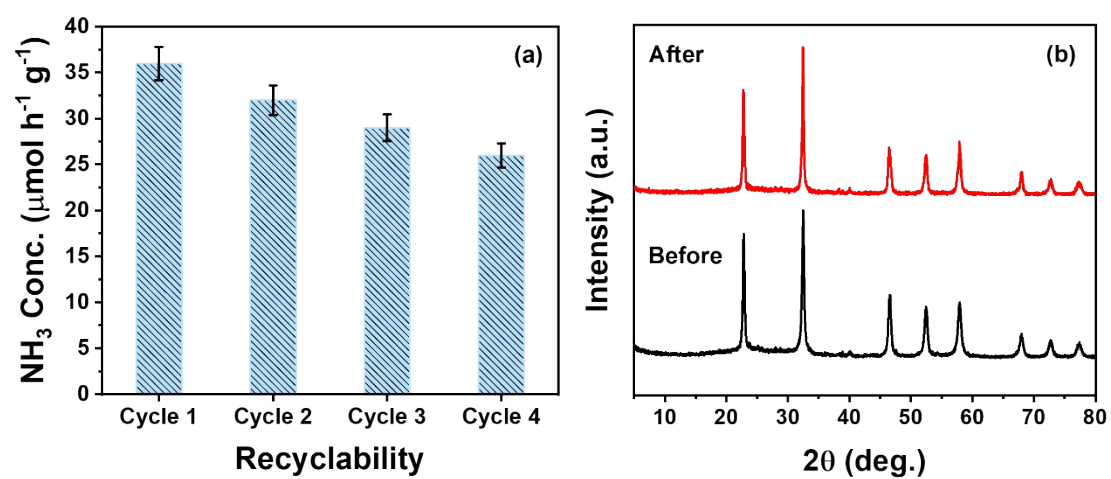 40
35
30
25
20
15
10
5
0
NH₃ Conc. (μmol h⁻¹ g⁻¹)
(a)
Cycle 1 Cycle 2 Cycle 3 Cycle 4
Recyclability
Intensity (a.u.)
After
(b)
Before
10 20 30 40 50 60 70 80
2θ (deg.)